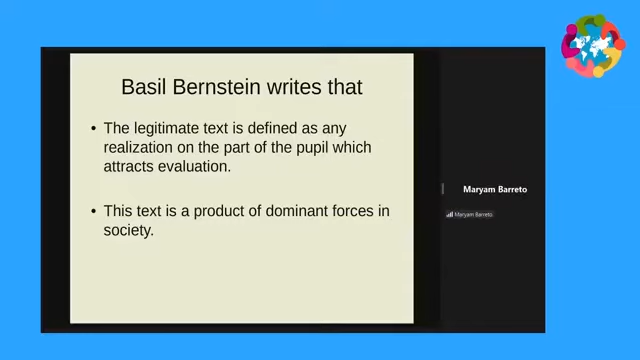 Basil Bernstein writes that
• The legitimate text is defined as any
realization on the part of the pupil which
attracts evaluation.
• This text is a product of dominant forces in
society.
Maryam Barreto
Maryam Barreto